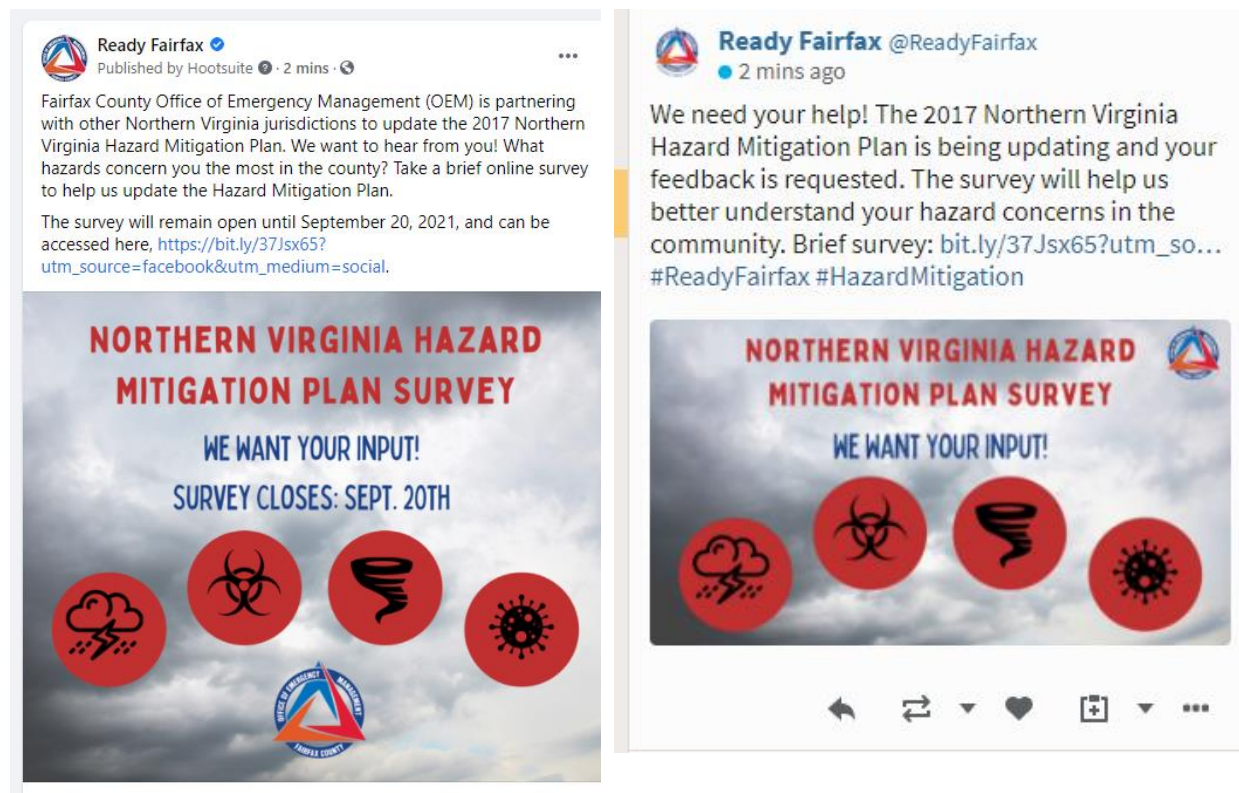 Ready Fairfax
Published by Hootsuite ? · 2 mins ·
Fairfax County Office of Emergency Management (OEM) is partnering
with other Northern Virginia jurisdictions to update the 2017 Northern
Virginia Hazard Mitigation Plan. We want to hear from you! What
hazards concern you the most in the county? Take a brief online survey
to help us update the Hazard Mitigation Plan.
The survey will remain open until September 20, 2021, and can be
accessed here, https://bit.ly/37Jsx65?
utm_source=facebook&utm_medium=social.
NORTHERN VIRGINIA HAZARD
MITIGATION PLAN SURVEY
WE WANT YOUR INPUT!
SURVEY CLOSES: SEPT. 20TH
OFFICE OF EMERGENCY MANAGEMENT
FAIRFAX COUNTY
Ready Fairfax @ReadyFairfax
2 mins ago
We need your help! The 2017 Northern Virginia
Hazard Mitigation Plan is being updating and your
feedback is requested. The survey will help us
better understand your hazard concerns in the
community. Brief survey: bit.ly/37Jsx65?utm_so...
#ReadyFairfax #HazardMitigation
NORTHERN VIRGINIA HAZARD
MITIGATION PLAN SURVEY
WE WANT YOUR INPUT!